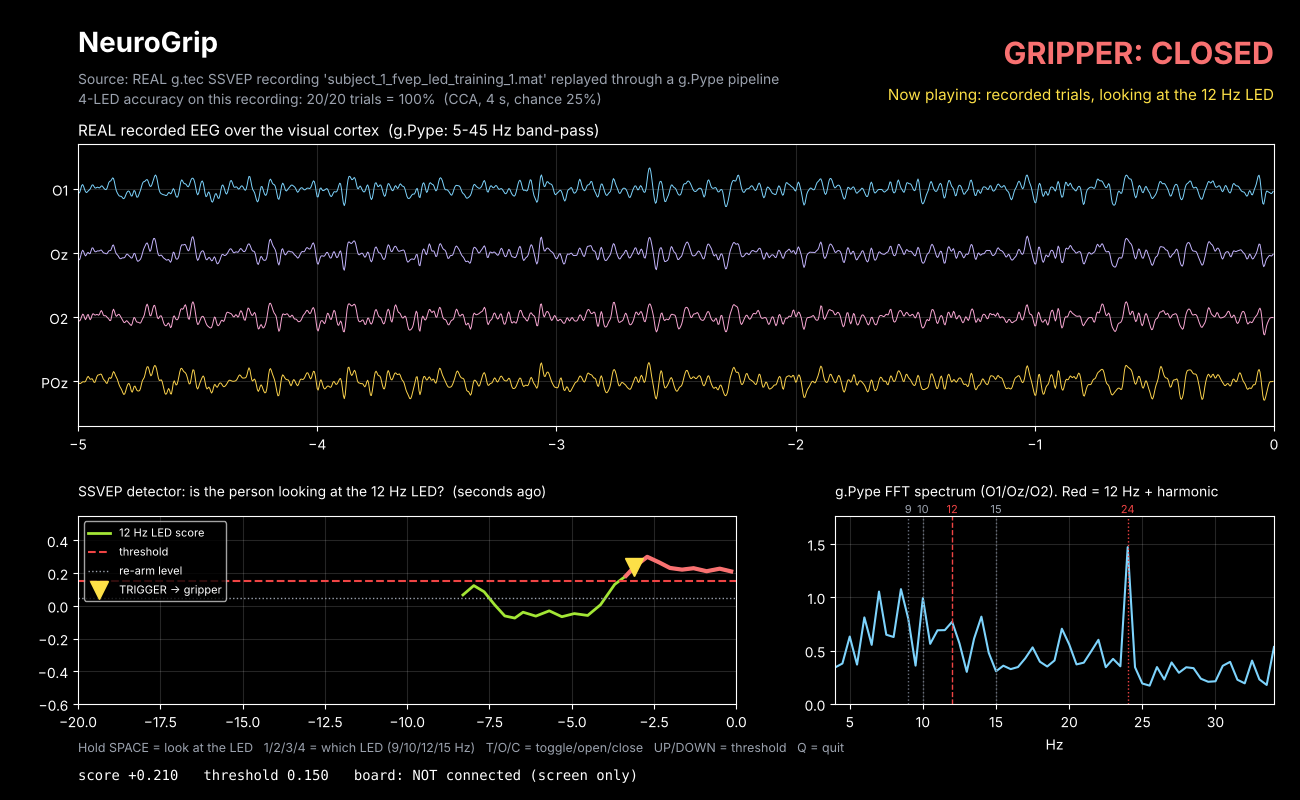 NeuroGrip
GRIPPER: CLOSED
Source: REAL g.tec SSVEP recording 'subject_1_fvep_led_training_1.mat' replayed through a g.Pype pipeline
4-LED accuracy on this recording: 20/20 trials = 100%  (CCA, 4 s, chance 25%)
Now playing: recorded trials, looking at the 12 Hz LED
REAL recorded EEG over the visual cortex  (g.Pype: 5-45 Hz band-pass)
O1
Oz
O2
POz
−5 −4 −3 −2 −1 0
SSVEP detector: is the person looking at the 12 Hz LED?  (seconds ago)
12 Hz LED score
threshold
re-arm level
TRIGGER → gripper
0.4
0.2
0.0
−0.2
−0.4
−0.6
−20.0 −17.5 −15.0 −12.5 −10.0 −7.5 −5.0 −2.5 0.0
g.Pype FFT spectrum (O1/Oz/O2). Red = 12 Hz + harmonic
9 10 12 15 24
1.5
1.0
0.5
0.0
5 10 15 20 25 30
Hz
Hold SPACE = look at the LED   1/2/3/4 = which LED (9/10/12/15 Hz)   T/O/C = toggle/open/close   UP/DOWN = threshold   Q = quit
score +0.210   threshold 0.150   board: NOT connected (screen only)